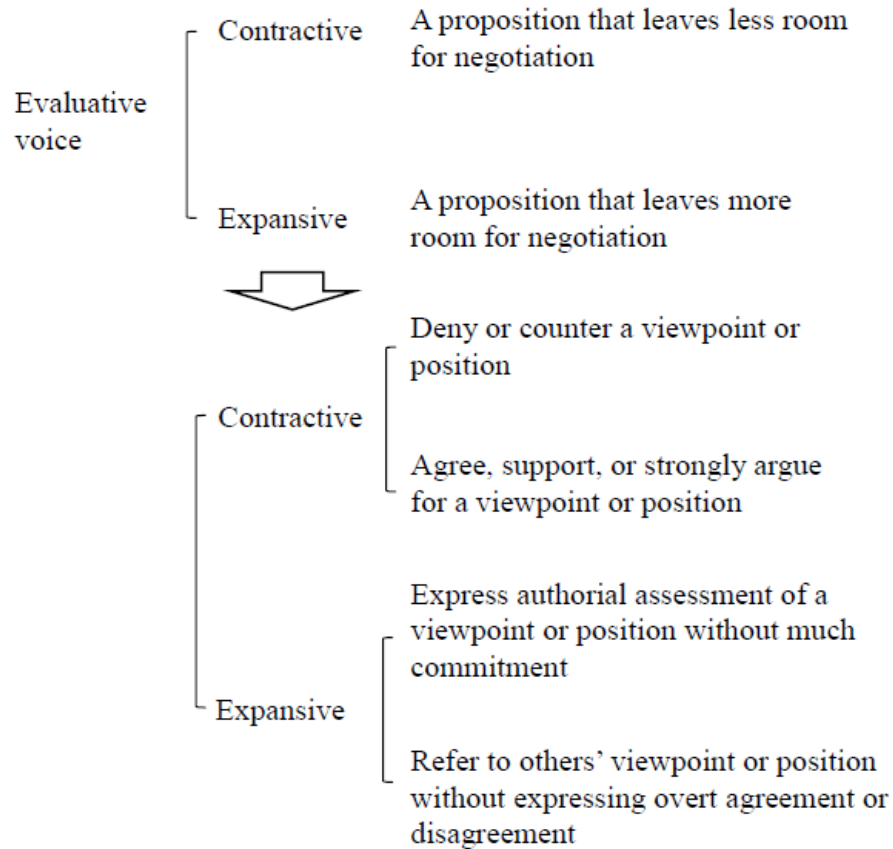 Contractive
A proposition that leaves less room
for negotiation
Evaluative
voice
Expansive
A proposition that leaves more
room for negotiation
Deny or counter a viewpoint or
position
Contractive
Agree, support, or strongly argue
for a viewpoint or position
Express authorial assessment of a
viewpoint or position without much
commitment
Expansive
Refer to others’ viewpoint or position
without expressing overt agreement or
disagreement